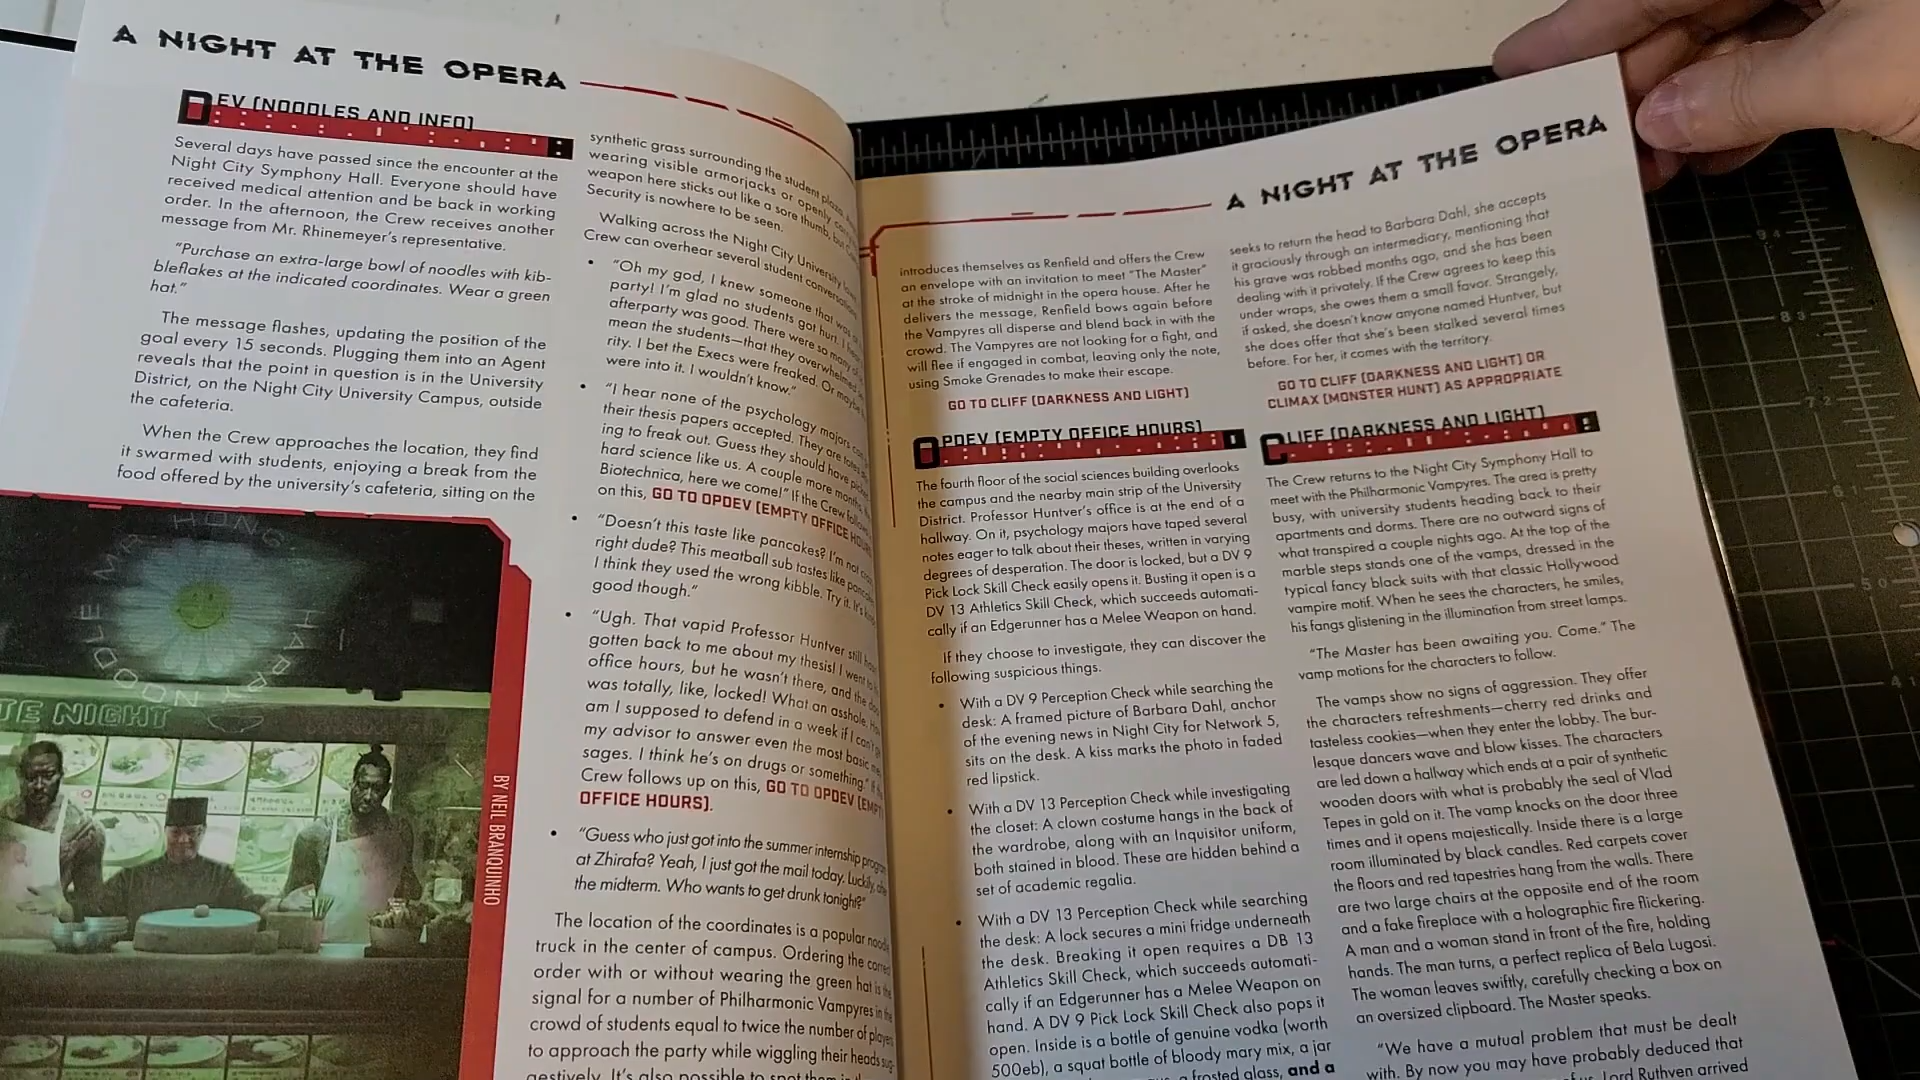 A NIGHT AT THE OPERA
DEV [NOODLES AND INFO]
Several days have passed since the encounter at the
Night City Symphony Hall. Everyone should have
received medical attention and be back in working
order. In the afternoon, the Crew receives another
message from Mr. Rhinemeyer's representative.
"Purchase an extra-large bowl of noodles with kib-
bleflakes at the indicated coordinates. Wear a green
hat."
The message flashes, updating the position of the
goal every 15 seconds. Plugging them into an Agent
reveals that the point in question is in the University
District, on the Night City University Campus, outside
the cafeteria.
When the Crew approaches the location, they find
it swarmed with students, enjoying a break from the
food offered by the university's cafeteria, sitting on the
HONG
NOODLE
TE NIGHT
BY NEIL BRANQUINHO
synthetic grass surrounding the student
wearing visible armorjacks or openly
weapon here sticks out like a sore thumb, but
Security is nowhere to be seen.
Walking across the Night City University
Crew can overhear several student
• "Oh my god, I knew someone that was
party! I'm glad no students got hurt. I
afterparty was good. There were so many
mean the students—that they overwhelmed
rity. I bet the Execs were freaked. Or maybe
were into it. I wouldn't know."
• "I hear none of the psychology majors
their thesis papers accepted. They are
ing to freak out. Guess they should have
hard science like us. A couple more
Biotechnica, here we come!" If the Crew
on this, GO TO OPDEV [EMPTY OFFICE
• "Doesn't this taste like pancakes? I'm not
right dude? This meatball sub tastes like
I think they used the wrong kibble. Try it. It's
good though."
• "Ugh. That vapid Professor Huntver still
gotten back to me about my thesis! I went to
office hours, but he wasn't there, and the
was totally, like, locked! What an asshole.
am I supposed to defend in a week if I can't
my advisor to answer even the most basic
sages. I think he's on drugs or something."
Crew follows up on this, GO TO OPDEV
OFFICE HOURS].
• "Guess who just got into the summer internship
at Zhirafa? Yeah, I just got the mail today. Luckily,
the midterm. Who wants to get drunk tonight?"
The location of the coordinates is a popular
truck in the center of campus. Ordering the
order with or without wearing the green hat is
signal for a number of Philharmonic Vampyres in
crowd of students equal to twice the number of
to approach the party while wiggling their heads
gestively. It's also possible to spot them in
A NIGHT AT THE OPERA
introduces themselves as Renfield and offers the Crew
an envelope with an invitation to meet "The Master"
at the stroke of midnight in the opera house. After he
delivers the message, Renfield bows again before
the Vampyres all disperse and blend back in with the
crowd. The Vampyres are not looking for a fight, and
will flee if engaged in combat, leaving only the note,
using Smoke Grenades to make their escape.
GO TO CLIFF [DARKNESS AND LIGHT]
OPDEV [EMPTY OFFICE HOURS]
The fourth floor of the social sciences building overlooks
the campus and the nearby main strip of the University
District. Professor Huntver's office is at the end of a
hallway. On it, psychology majors have taped several
notes eager to talk about their theses, written in varying
degrees of desperation. The door is locked, but a DV 9
Pick Lock Skill Check easily opens it. Busting it open is a
DV 13 Athletics Skill Check, which succeeds automati-
cally if an Edgerunner has a Melee Weapon on hand.
If they choose to investigate, they can discover the
following suspicious things.
• With a DV 9 Perception Check while searching the
desk: A framed picture of Barbara Dahl, anchor
of the evening news in Night City for Network 5,
sits on the desk. A kiss marks the photo in faded
red lipstick.
• With a DV 13 Perception Check while investigating
the closet: A clown costume hangs in the back of
the wardrobe, along with an Inquisitor uniform,
both stained in blood. These are hidden behind a
set of academic regalia.
• With a DV 13 Perception Check while searching
the desk: A lock secures a mini fridge underneath
the desk. Breaking it open requires a DB 13
Athletics Skill Check, which succeeds automati-
cally if an Edgerunner has a Melee Weapon on
hand. A DV 9 Pick Lock Skill Check also pops it
open. Inside is a bottle of genuine vodka (worth
500eb), a squat bottle of bloody mary mix, a jar
a frosted glass, and a
seeks to return the head to Barbara Dahl, she accepts
it graciously through an intermediary, mentioning that
his grave was robbed months ago, and she has been
dealing with it privately. If the Crew agrees to keep this
under wraps, she owes them a small favor. Strangely,
if asked, she doesn't know anyone named Huntver, but
she does offer that she's been stalked several times
before. For her, it comes with the territory.
GO TO CLIFF [DARKNESS AND LIGHT] OR
CLIMAX [MONSTER HUNT] AS APPROPRIATE
CLIFF [DARKNESS AND LIGHT]
The Crew returns to the Night City Symphony Hall to
meet with the Philharmonic Vampyres. The area is pretty
busy, with university students heading back to their
apartments and dorms. There are no outward signs of
what transpired a couple nights ago. At the top of the
marble steps stands one of the vamps, dressed in the
typical fancy black suits with that classic Hollywood
vampire motif. When he sees the characters, he smiles,
his fangs glistening in the illumination from street lamps.
"The Master has been awaiting you. Come." The
vamp motions for the characters to follow.
The vamps show no signs of aggression. They offer
the characters refreshments—cherry red drinks and
tasteless cookies—when they enter the lobby. The bur-
lesque dancers wave and blow kisses. The characters
are led down a hallway which ends at a pair of synthetic
wooden doors with what is probably the seal of Vlad
Tepes in gold on it. The vamp knocks on the door three
times and it opens majestically. Inside there is a large
room illuminated by black candles. Red carpets cover
the floors and red tapestries hang from the walls. There
are two large chairs at the opposite end of the room
and a fake fireplace with a holographic fire flickering.
A man and a woman stand in front of the fire, holding
hands. The man turns, a perfect replica of Bela Lugosi.
The woman leaves swiftly, carefully checking a box on
an oversized clipboard. The Master speaks.
"We have a mutual problem that must be dealt
with. By now you may have probably deduced that
Lord Ruthven arrived